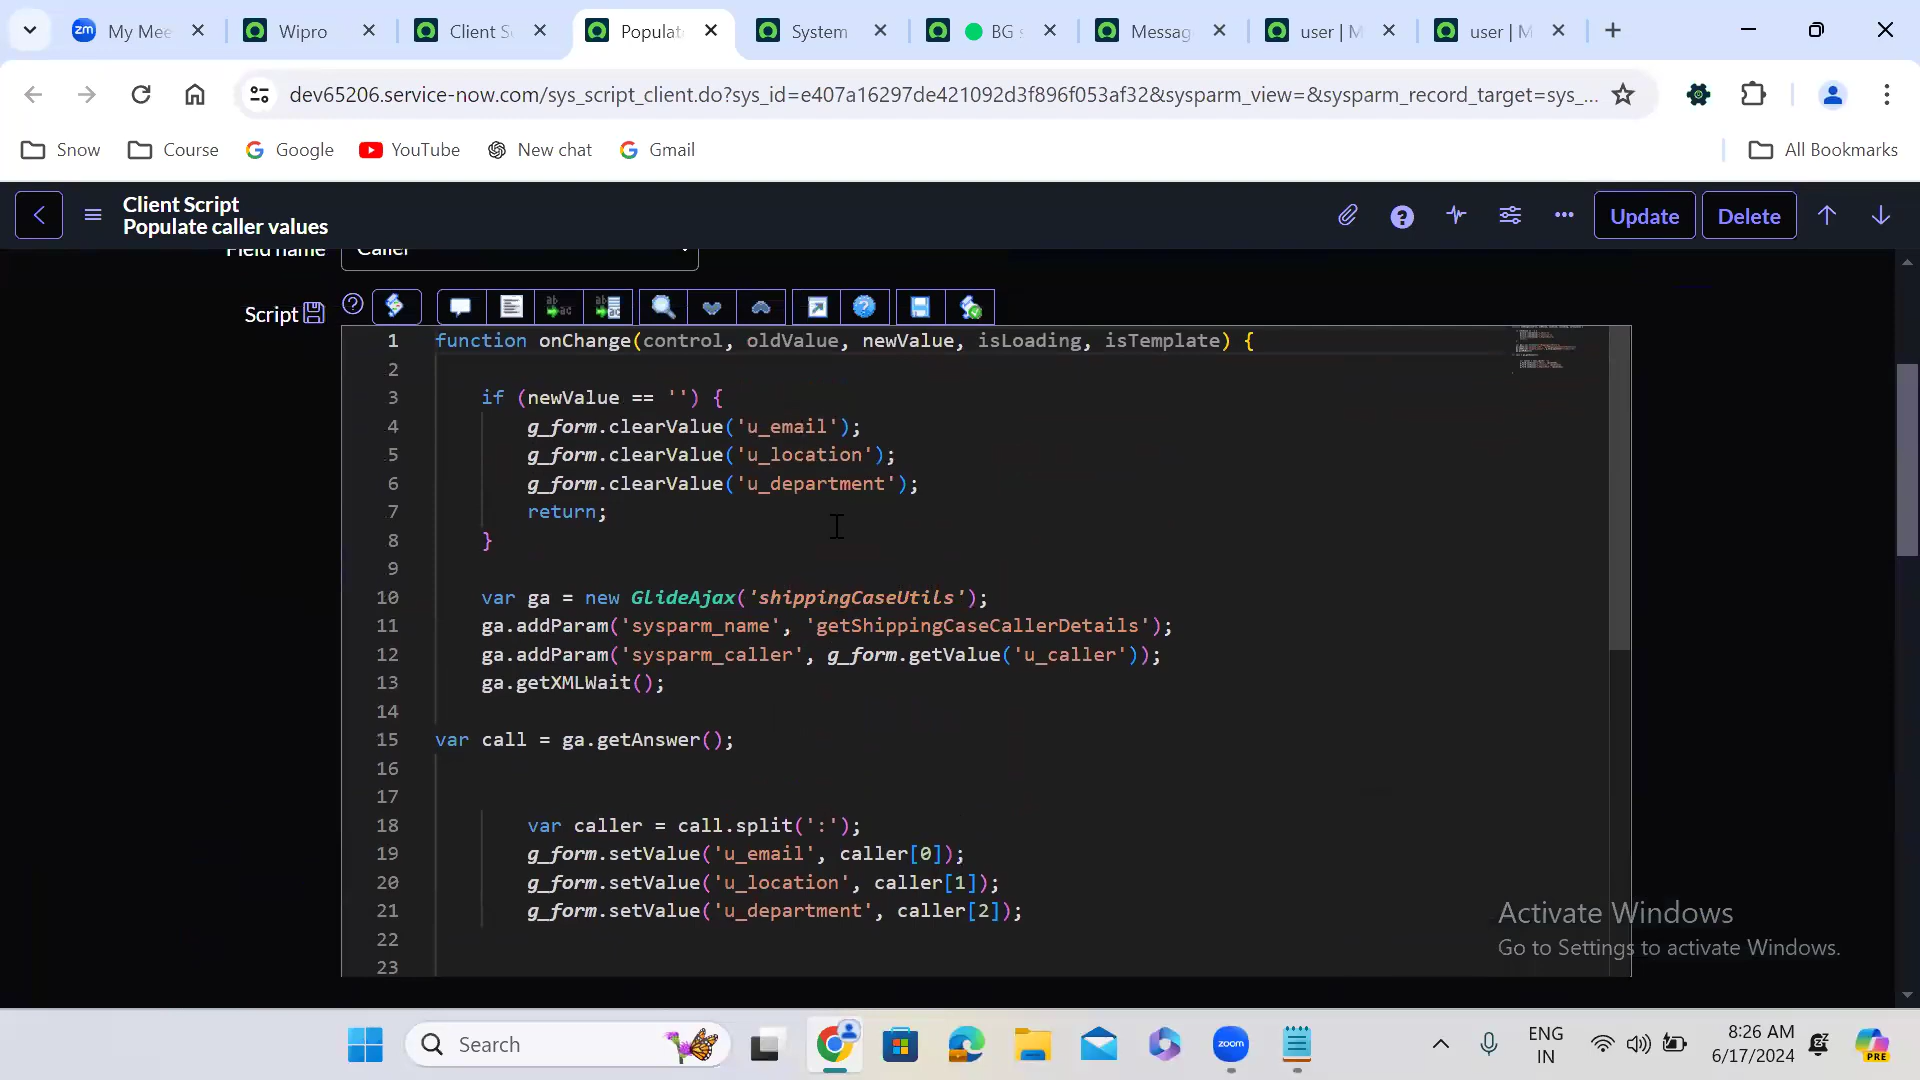 zm My Mee
Wipro
Client S
Populat
System
BG s
Messag
user | M
user | M
dev65206.service-now.com/sys_script_client.do?sys_id=e407a16297de421092d3f896f053af32&sysparm_view=&sysparm_record_target=sys_...
Snow
Course
Google
YouTube
New chat
Gmail
All Bookmarks
Client Script
Populate caller values
Update
Delete
Field name
Caller
Script
1 function onChange(control, oldValue, newValue, isLoading, isTemplate) {
2
3 if (newValue == '') {
4 g_form.clearValue('u_email');
5 g_form.clearValue('u_location');
6 g_form.clearValue('u_department');
7 return;
8 }
9
10 var ga = new GlideAjax('shippingCaseUtils');
11 ga.addParam('sysparm_name', 'getShippingCaseCallerDetails');
12 ga.addParam('sysparm_caller', g_form.getValue('u_caller'));
13 ga.getXMLWait();
14
15 var call = ga.getAnswer();
16
17
18 var caller = call.split(':');
19 g_form.setValue('u_email', caller[0]);
20 g_form.setValue('u_location', caller[1]);
21 g_form.setValue('u_department', caller[2]);
22
23
Activate Windows
Go to Settings to activate Windows.
Search
zoom
ENG
IN
8:26 AM
6/17/2024
PRE